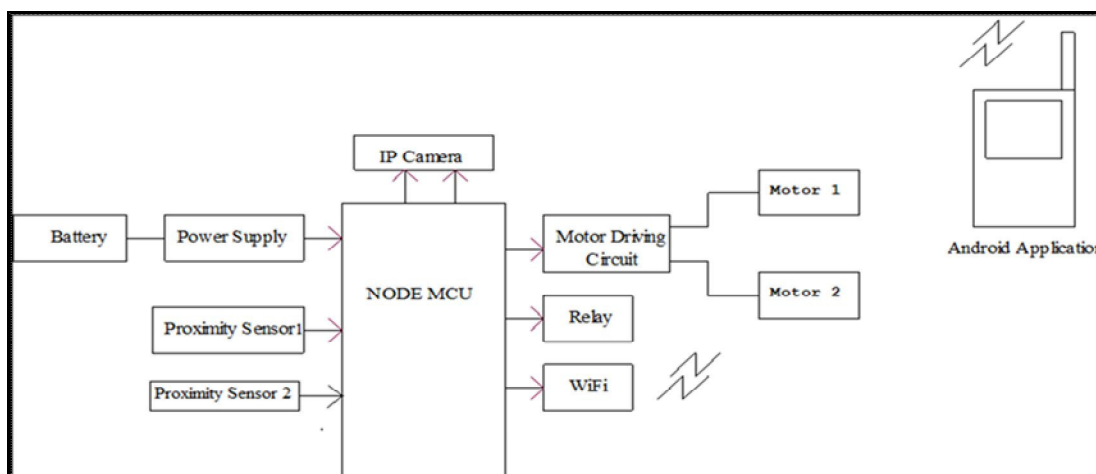 IP Camera
Motor 1
Battery
Power Supply
Motor Driving
Circuit
Android Application
NODE MCU
Motor 2
Proximity Sensor1
Relay
Proximity Sensor 2
WiFi